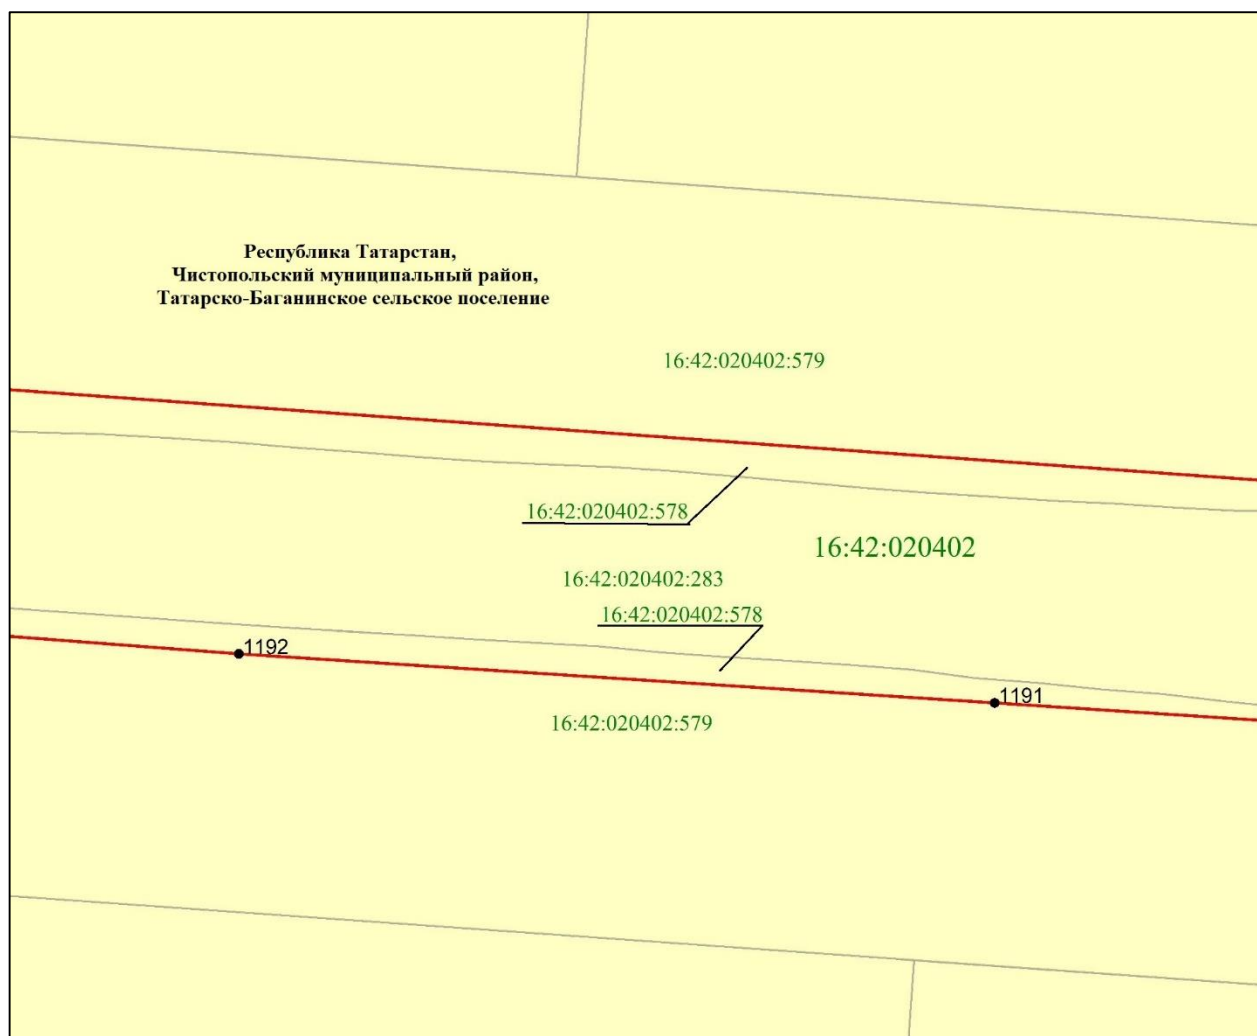 Республика Татарстан,
Чистопольский муниципальный район,
Татарско-Баганинское сельское поселение
16:42:020402:579
16:42:020402:578
16:42:020402
16:42:020402:283
16:42:020402:578
1192
1191
16:42:020402:579